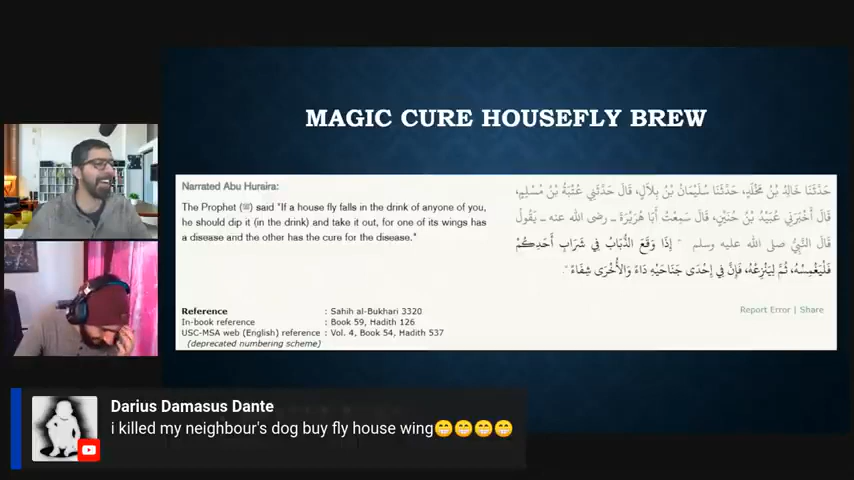 MAGIC CURE HOUSEFLY BREW
Narrated Abu Huraira:
The Prophet (ﷺ) said "If a house fly falls in the drink of anyone of you,
he should dip it (in the drink) and take it out, for one of its wings has
a disease and the other has the cure for the disease."
حَدَّثَنَا خَالِدُ بْنُ مَخْلَدٍ، حَدَّثَنَا سُلَيْمَانُ بْنُ بِلاَلٍ، قَالَ حَدَّثَنِي عُتْبَةُ بْنُ مُسْلِمٍ،
قَالَ أَخْبَرَنِي عُبَيْدُ بْنُ حُنَيْنٍ، قَالَ سَمِعْتُ أَبَا هُرَيْرَةَ ـ رضى الله عنه ـ يَقُولُ
قَالَ النَّبِيُّ صلى الله عليه وسلم ‏"‏ إِذَا وَقَعَ الذُّبَابُ فِي شَرَابِ أَحَدِكُمْ
فَلْيَغْمِسْهُ، ثُمَّ لِيَنْزِعْهُ، فَإِنَّ فِي إِحْدَى جَنَاحَيْهِ دَاءً وَالأُخْرَى شِفَاءً ‏"‏
Reference : Sahih al-Bukhari 3320
In-book reference : Book 59, Hadith 126
USC-MSA web (English) reference : Vol. 4, Book 54, Hadith 537
(deprecated numbering scheme)
Report Error | Share
Darius Damasus Dante
i killed my neighbour's dog buy fly house wing😁😁😁😁